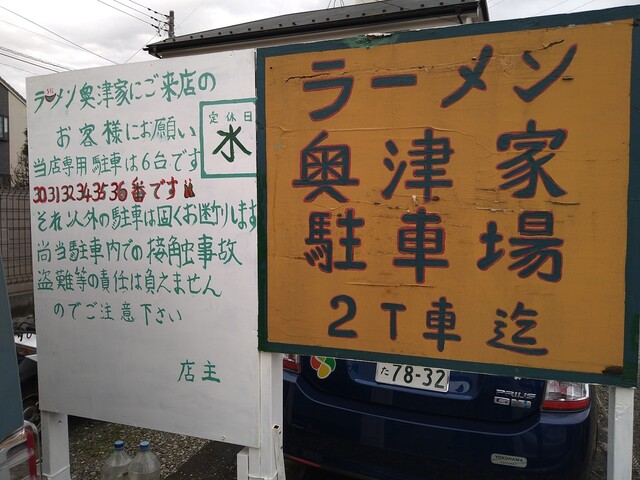 ラーメン奥津家にご来店の
お客様にお願い
当店専用駐車は6台です
30 31 32 34 35 36番です
それ以外の駐車は固くお断りします
尚当駐車内での接触事故
盗難等の責任は負えません
のでご注意下さい
店主
定休日
水
ラーメン
奥津家
駐車場
2T車迄
た 78-32
PRIUS
YOKOHAMA